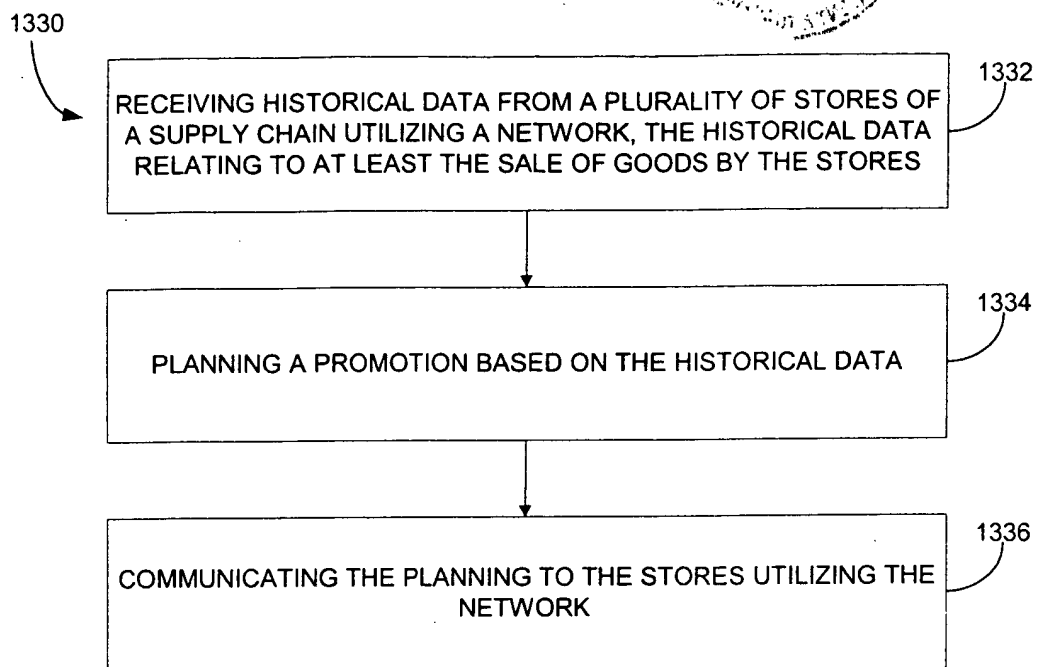 1330
1332
RECEIVING HISTORICAL DATA FROM A PLURALITY OF STORES OF
A SUPPLY CHAIN UTILIZING A NETWORK, THE HISTORICAL DATA
RELATING TO AT LEAST THE SALE OF GOODS BY THE STORES
1334
PLANNING A PROMOTION BASED ON THE HISTORICAL DATA
1336
COMMUNICATING THE PLANNING TO THE STORES UTILIZING THE
NETWORK